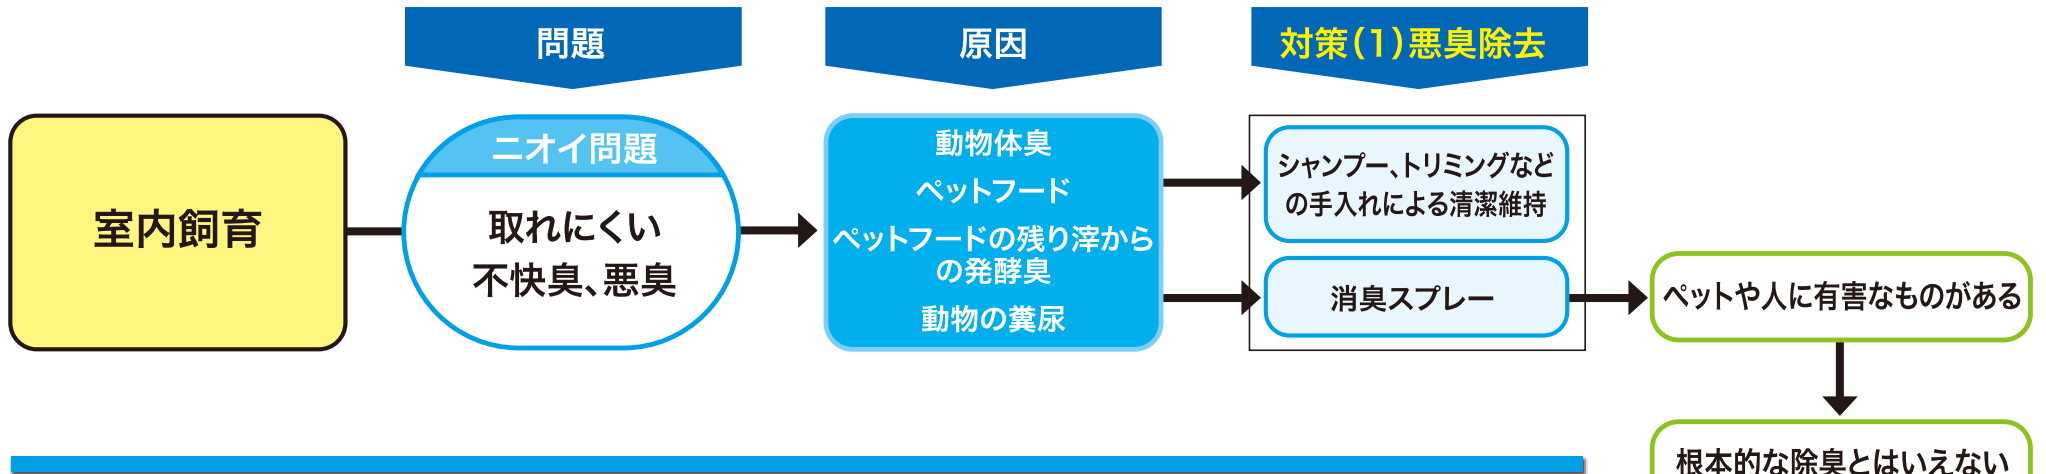 問題
原因
対策(1)悪臭除去
室内飼育
ニオイ問題
取れにくい
不快臭、悪臭
動物体臭
ペットフード
ペットフードの残り滓から
の発酵臭
動物の糞尿
シャンプー、トリミングなど
の手入れによる清潔維持
消臭スプレー
ペットや人に有害なものがある
根本的な除臭とはいえない